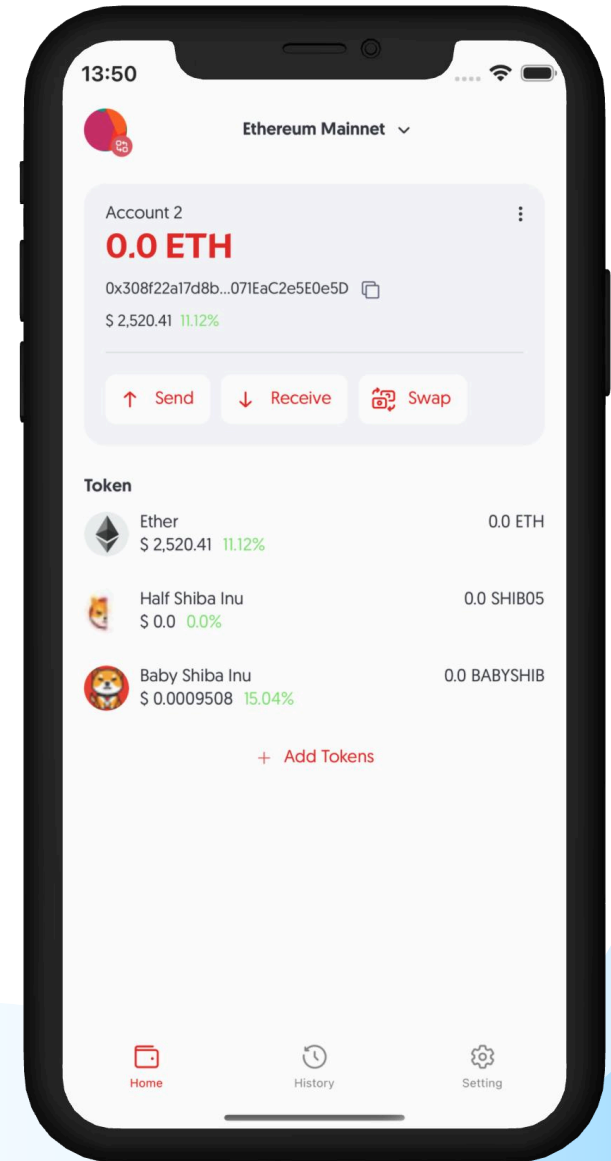 13:50
Ethereum Mainnet
Account 2
0.0 ETH
0x308f22a17d8b...071EaC2e5E0e5D
$ 2,520.41 11.12%
Send Receive Swap
Token
Ether 0.0 ETH
$ 2,520.41 11.12%
Half Shiba Inu 0.0 SHIB05
$ 0.0 0.0%
Baby Shiba Inu 0.0 BABYSHIB
$ 0.0009508 15.04%
+ Add Tokens
Home History Setting